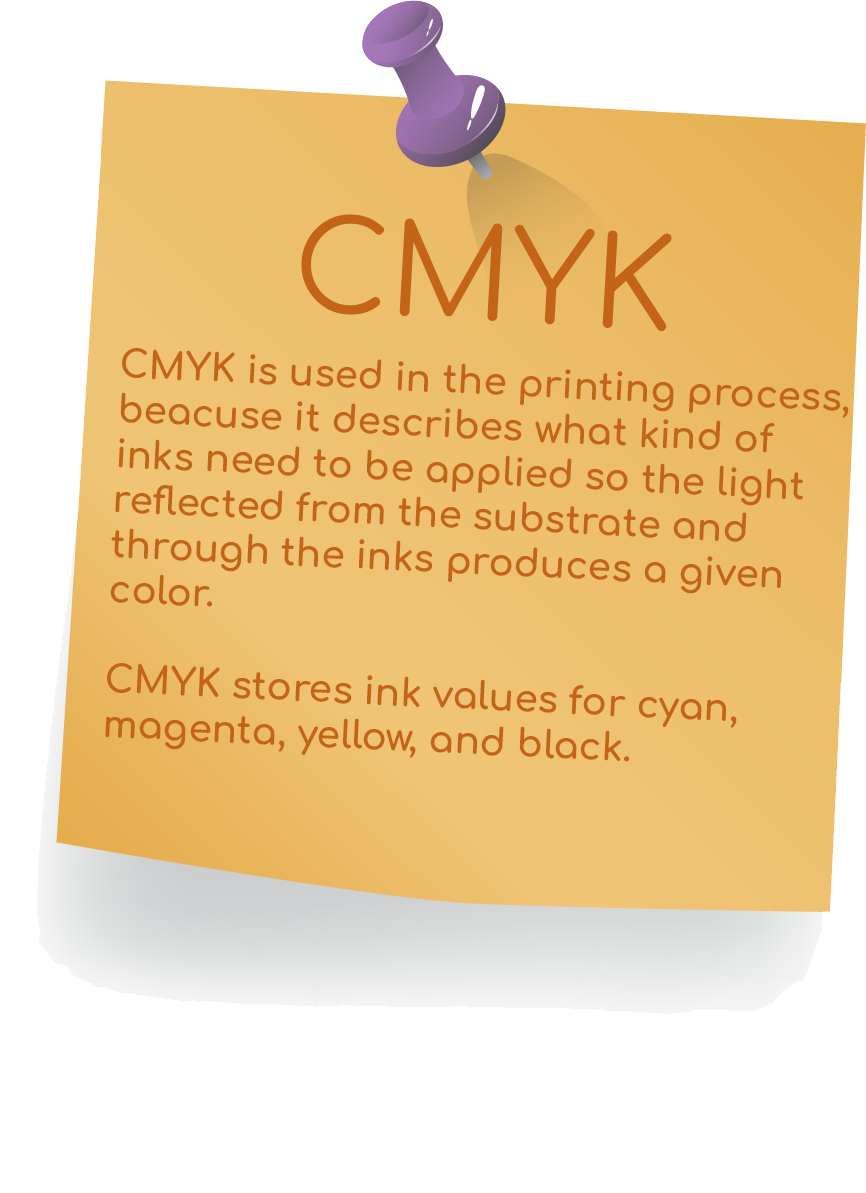 CMYK
CMYK is used in the printing process,
beacuse it describes what kind of
inks need to be applied so the light
reflected from the substrate and
through the inks produces a given
color.
CMYK stores ink values for cyan,
magenta, yellow, and black.